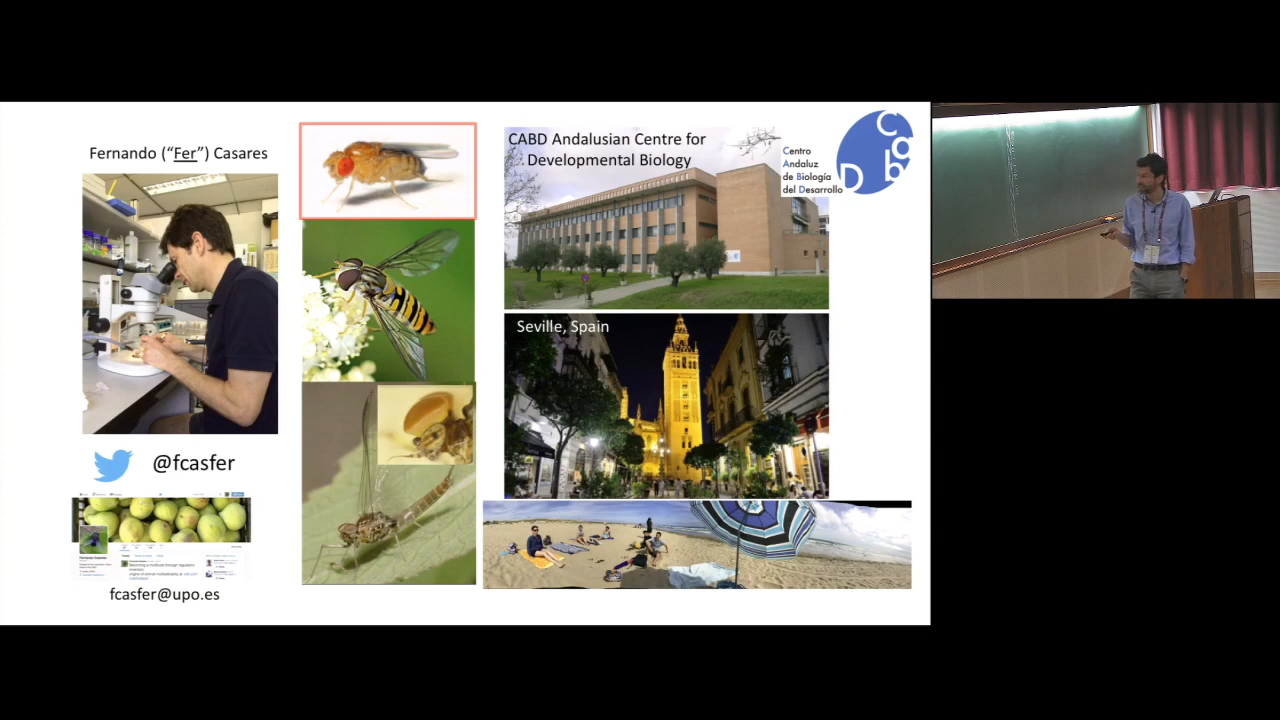 Fernando (“Fer”) Casares
@fcasfer
fcasfer@upo.es
CABD Andalusian Centre for
Developmental Biology
Centro
Andaluz
de Biología
del Desarrollo
C a b D
Seville, Spain